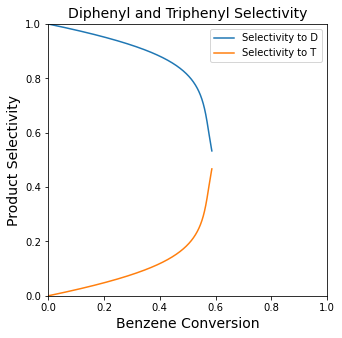 Diphenyl and Triphenyl Selectivity
Selectivity to D
Selectivity to T
Product Selectivity
1.0
0.8
0.6
0.4
0.2
0.0
0.0 0.2 0.4 0.6 0.8 1.0
Benzene Conversion